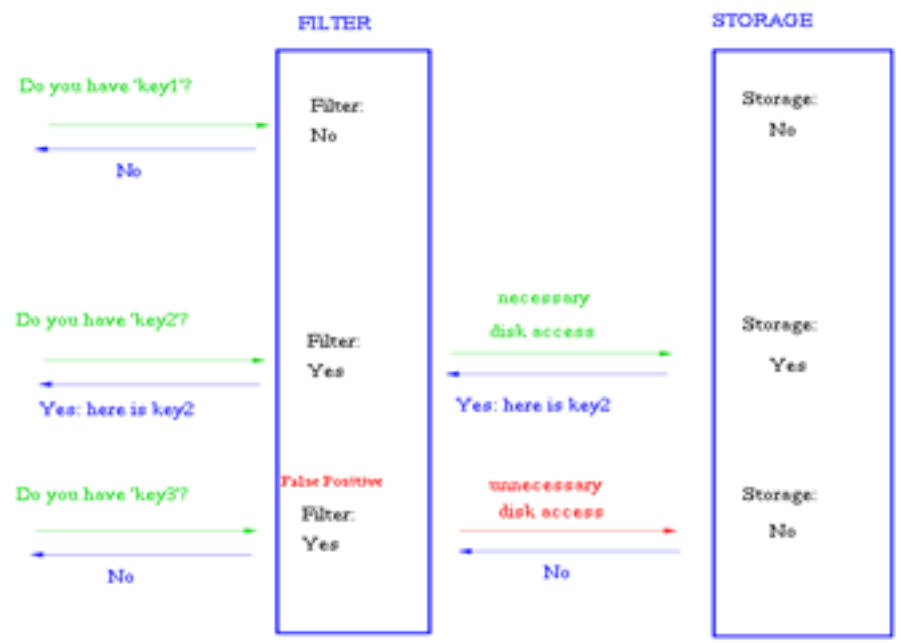 FILTER
STORAGE
Do you have 'key1'?
Filter:
No
Storage:
No
No
Do you have 'key2'?
Filter:
Yes
necessary
disk access
Storage:
Yes
Yes: here is key2
Yes: here is key2
Do you have 'key3'?
False Positive
Filter:
Yes
unnecessary
disk access
Storage:
No
No
No